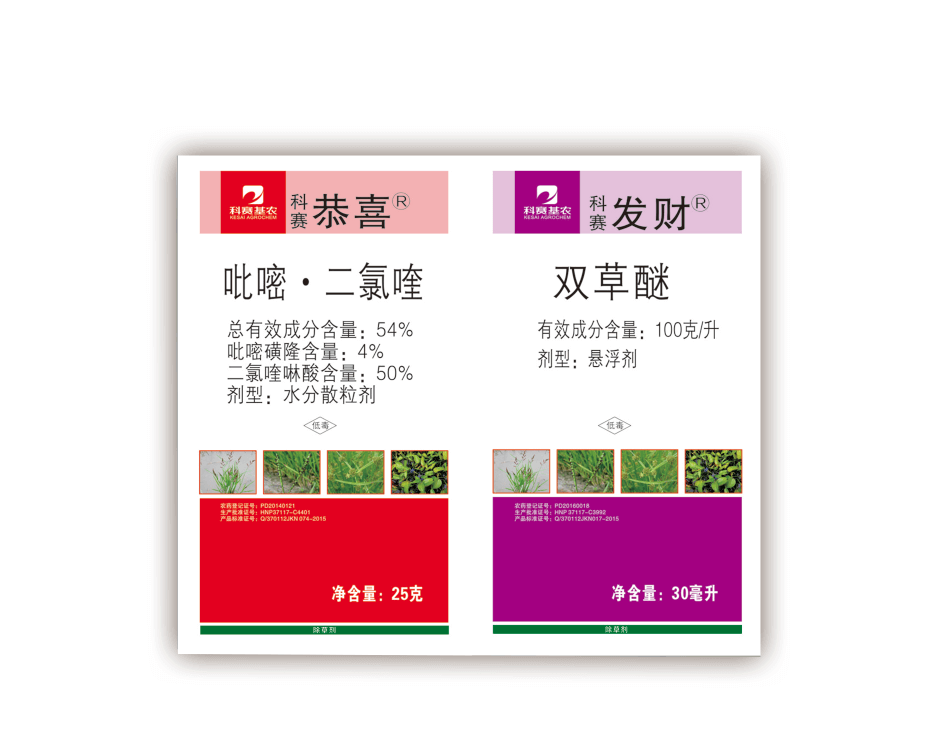 科赛基农
KESAI AGROCHEM
科赛 恭喜®
吡嘧·二氯喹
总有效成分含量：54%
吡嘧磺隆含量：4%
二氯喹啉酸含量：50%
剂型：水分散粒剂
低毒
农药登记证号：PD20140121
生产批准证号：HNP37117-C4401
产品标准证号：Q/370112JKN 074-2015
净含量：25克
除草剂
科赛基农
KESAI AGROCHEM
科赛 发财®
双草醚
有效成分含量：100克/升
剂型：悬浮剂
低毒
农药登记证号：PD20160018
生产批准证号：HNP 37117-C3992
产品标准证号：Q/370112JKN017-2015
净含量：30毫升
除草剂